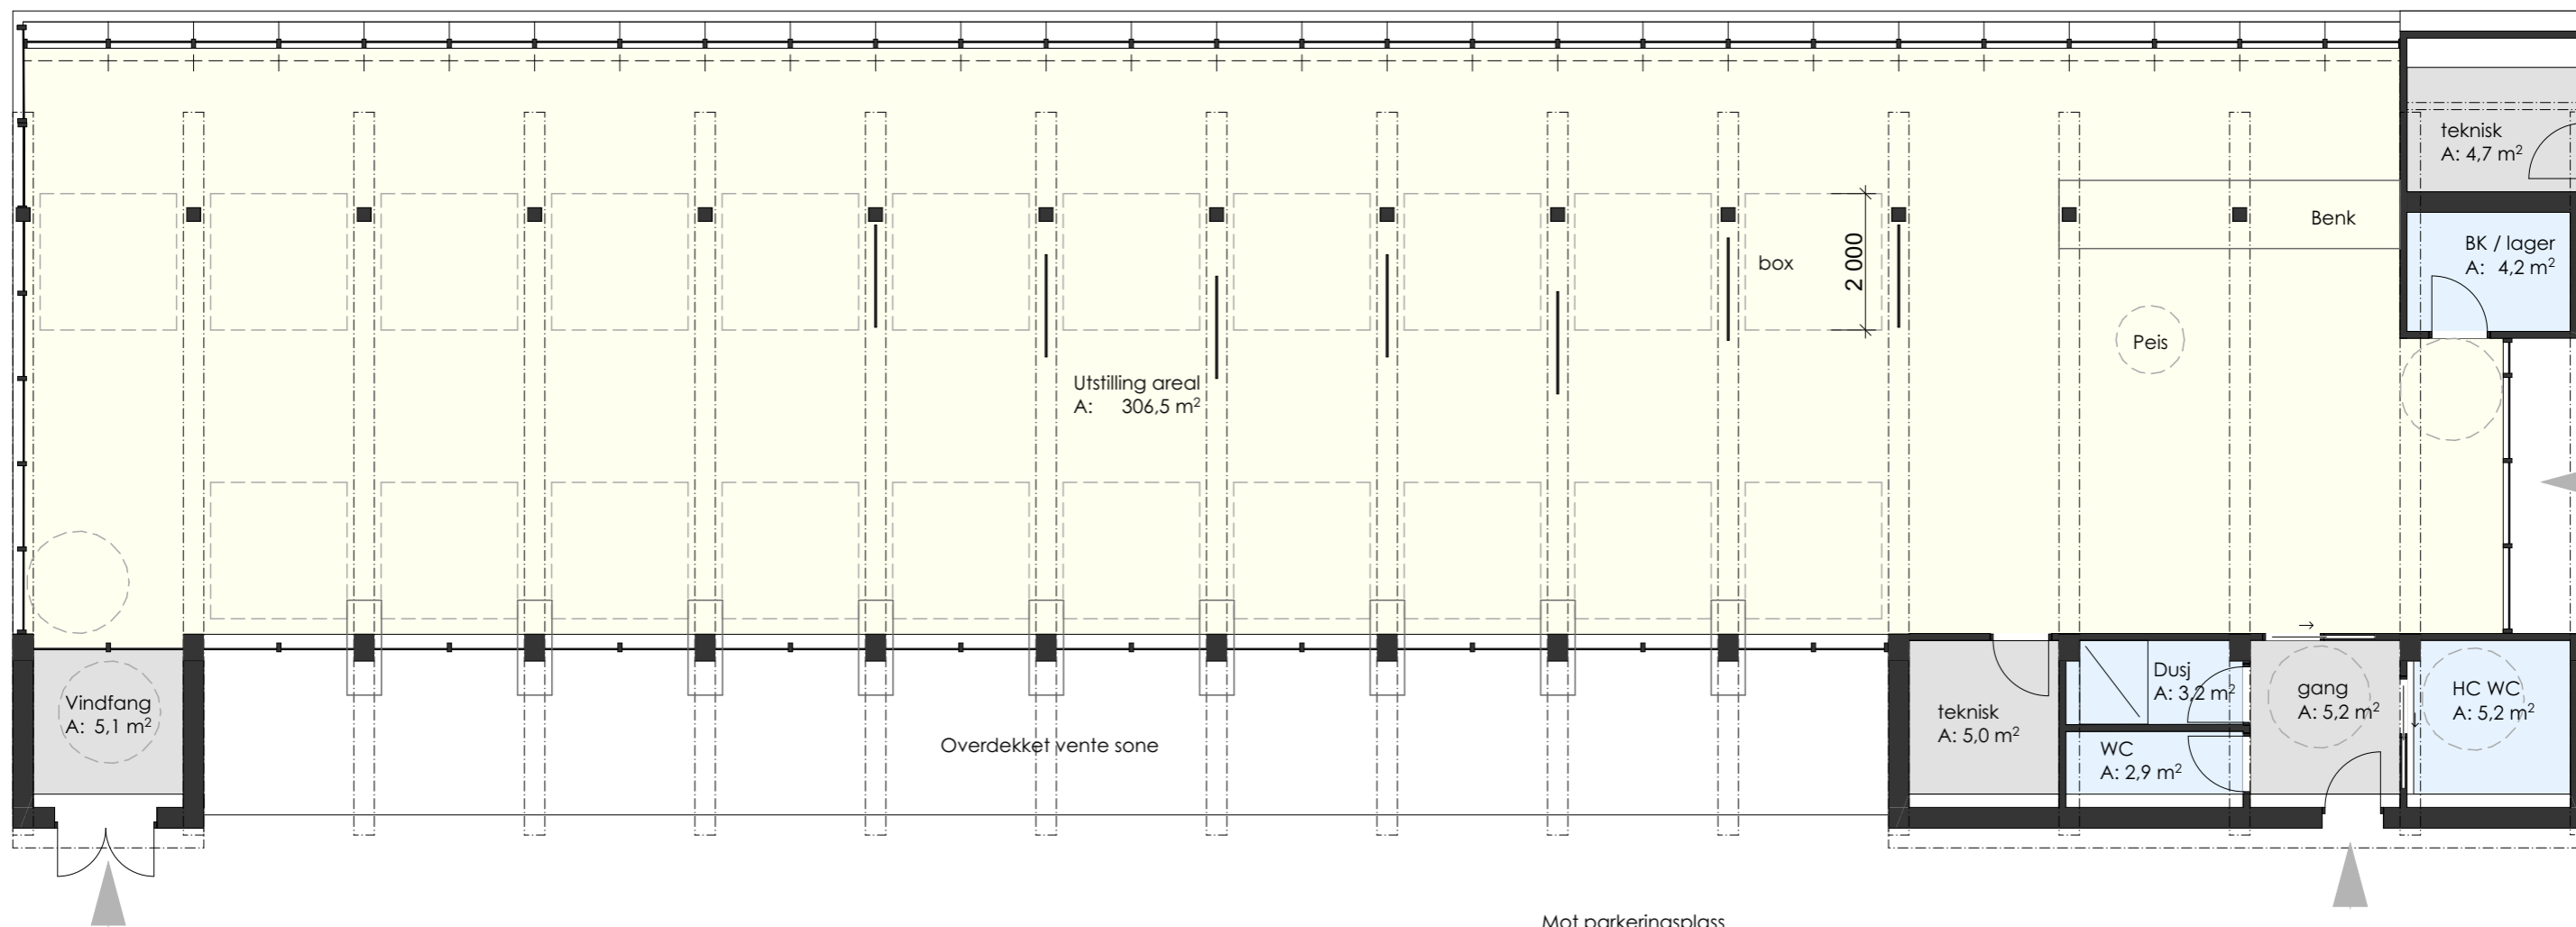 teknisk
A: 4,7 m²
Benk
BK / lager
A: 4,2 m²
box
2 000
Peis
Utstilling areal
A: 306,5 m²
Vindfang
A: 5,1 m²
Overdekket vente sone
teknisk
A: 5,0 m²
Dusj
A: 3,2 m²
WC
A: 2,9 m²
gang
A: 5,2 m²
HC WC
A: 5,2 m²
Mot parkeringsplass